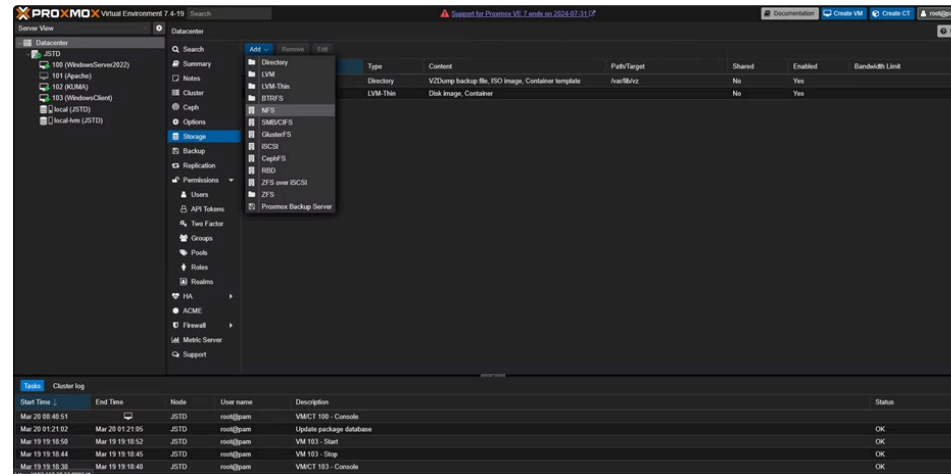 PROXMOX Virtual Environment 7.4-19 Search
Support for Proxmox VE 7 ends on 2024-07-31
Documentation Create VM Create CT
Server View
Datacenter
JSTD
100 (WindowsServer2022)
101 (Apache)
102 (KUMA)
103 (WindowsClient)
local (JSTD)
local-lvm (JSTD)
Datacenter
Search
Summary
Notes
Cluster
Ceph
Options
Storage
Backup
Replication
Permissions
Users
API Tokens
Two Factor
Groups
Pools
Roles
Realms
HA
ACME
Firewall
Metric Server
Support
Add Remove Edit
Directory
LVM
LVM-Thin
BTRFS
NFS
SMB/CIFS
GlusterFS
iSCSI
CephFS
RBD
ZFS over iSCSI
ZFS
Proxmox Backup Server
Type Content Path/Target Shared Enabled Bandwidth Limit
Directory VZDump backup file, ISO image, Container template /var/lib/vz No Yes
LVM-Thin Disk image, Container No Yes
Tasks Cluster log
Start Time ↓ End Time Node User name Description Status
Mar 20 08:40:51 JSTD root@pam VM/CT 100 - Console
Mar 20 01:21:02 Mar 20 01:21:05 JSTD root@pam Update package database OK
Mar 19 19:18:50 Mar 19 19:18:52 JSTD root@pam VM 103 - Start OK
Mar 19 19:18:44 Mar 19 19:18:45 JSTD root@pam VM 103 - Stop OK
Mar 19 19:18:38 Mar 19 19:18:40 JSTD root@pam VM/CT 103 - Console OK